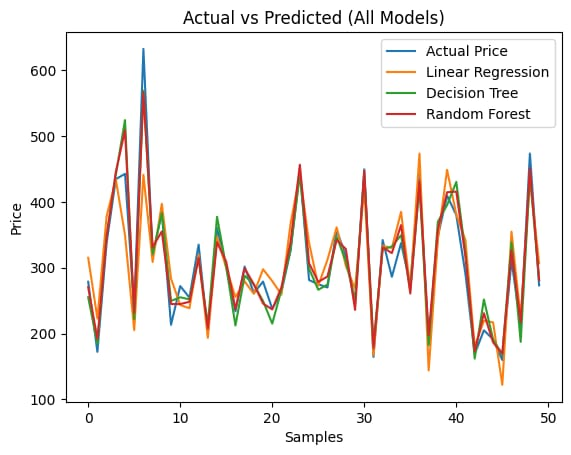 Actual vs Predicted (All Models)
Actual Price
Linear Regression
Decision Tree
Random Forest
Price
600
500
400
300
200
100
0
10
20
30
40
50
Samples